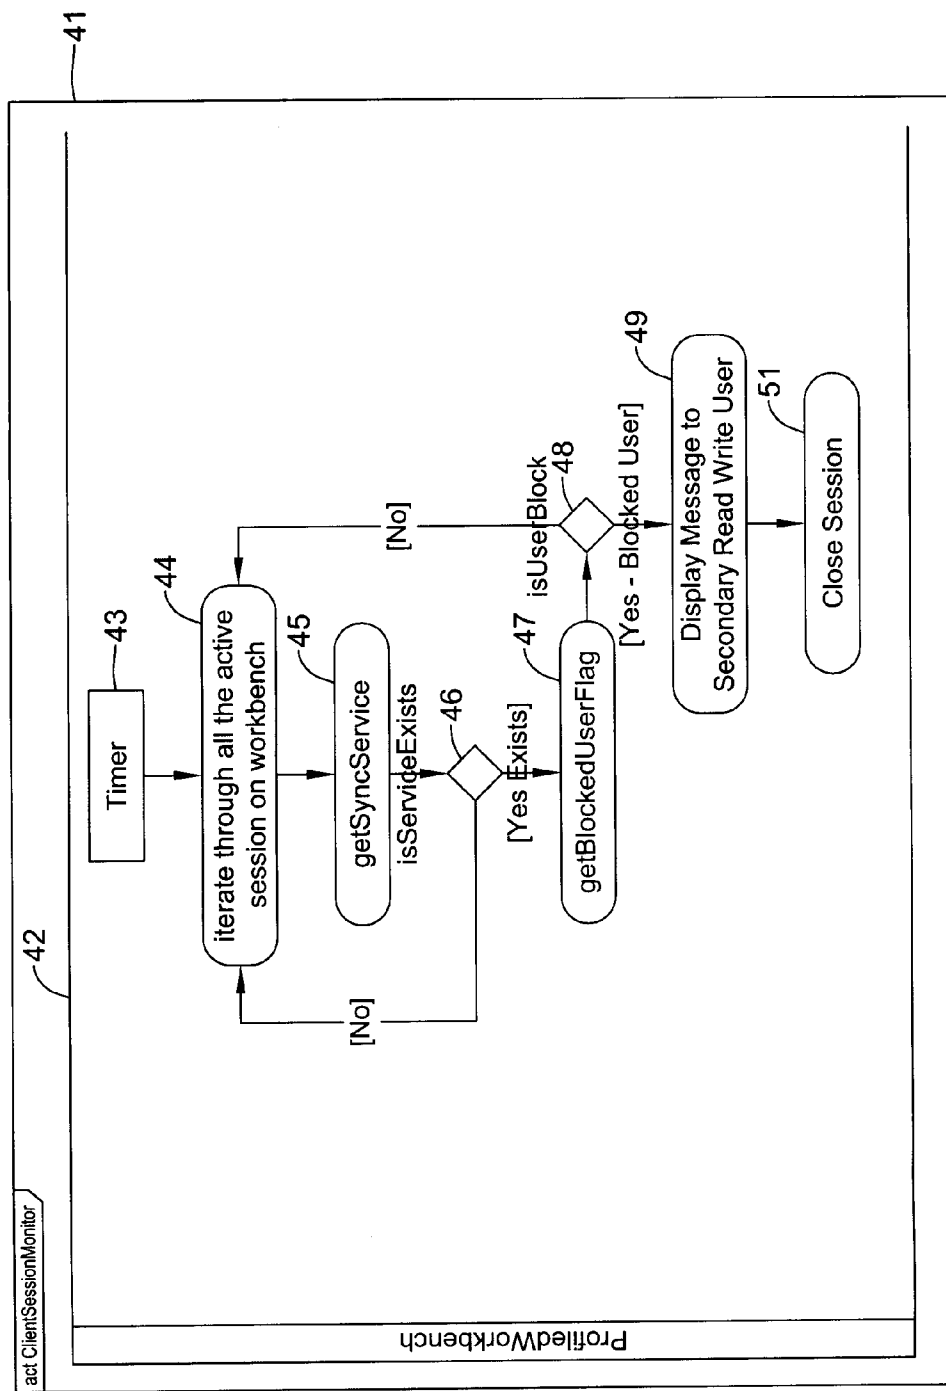 act ClientSessionMonitor
41
42
ProfiledWorkbench
Timer
43
iterate through all the active
session on workbench
44
getSyncService
45
isServiceExists
46
[No]
[Yes Exists]
getBlockedUserFlag
47
isUserBlock
48
[No]
[Yes - Blocked User]
Display Message to
Secondary Read Write User
49
Close Session
51